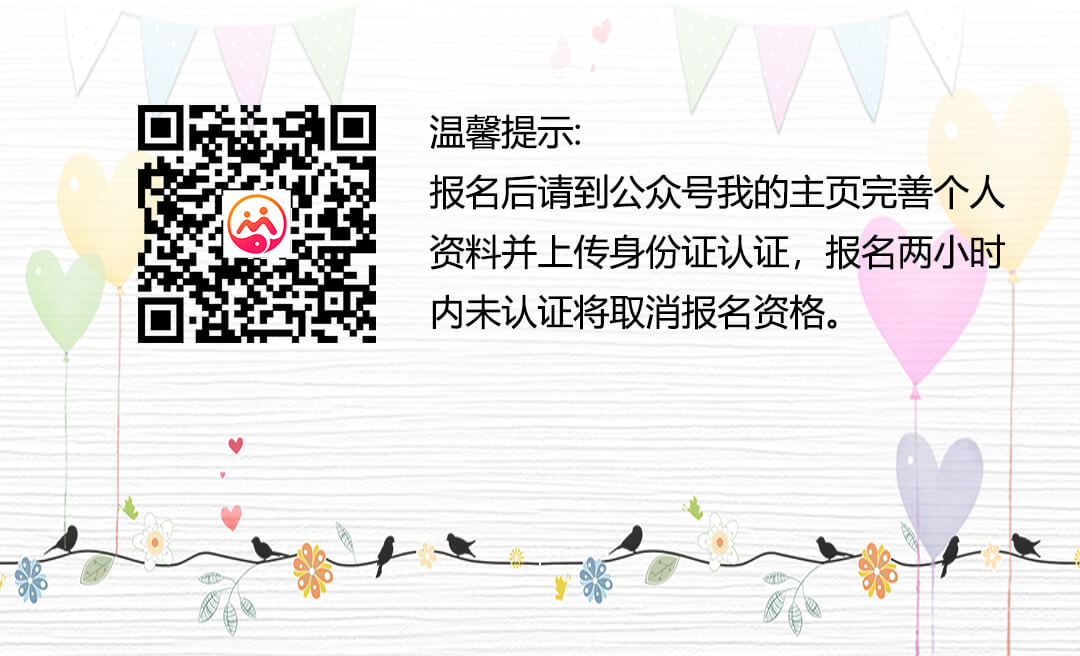 温馨提示:
报名后请到公众号我的主页完善个人
资料并上传身份证认证，报名两小时
内未认证将取消报名资格。